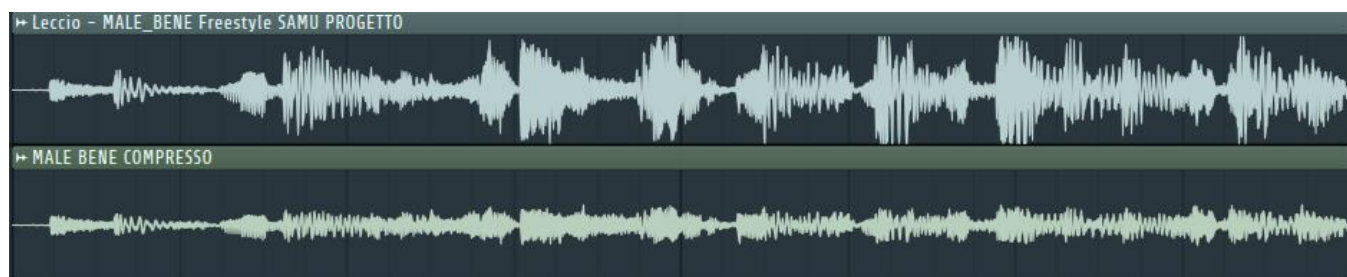 Leccio - MALE_BENE Freestyle SAMU PROGETTO
MALE BENE COMPRESSO